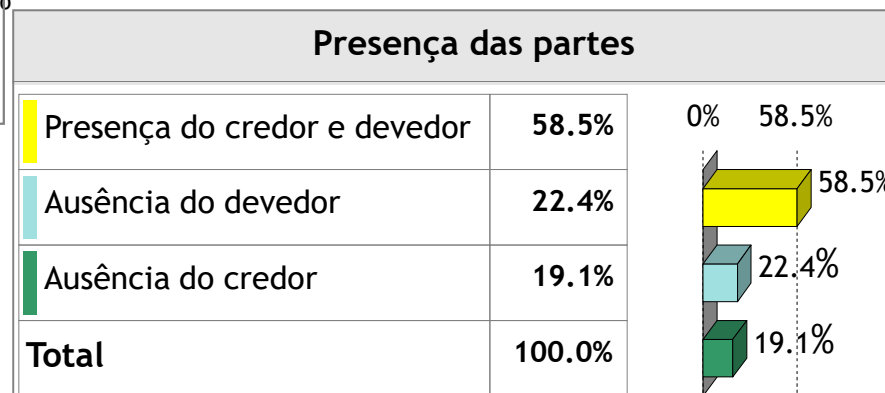 Presença das partes
Presença do credor e devedor 58.5%
Ausência do devedor 22.4%
Ausência do credor 19.1%
Total 100.0%
0% 58.5%
58.5%
22.4%
19.1%